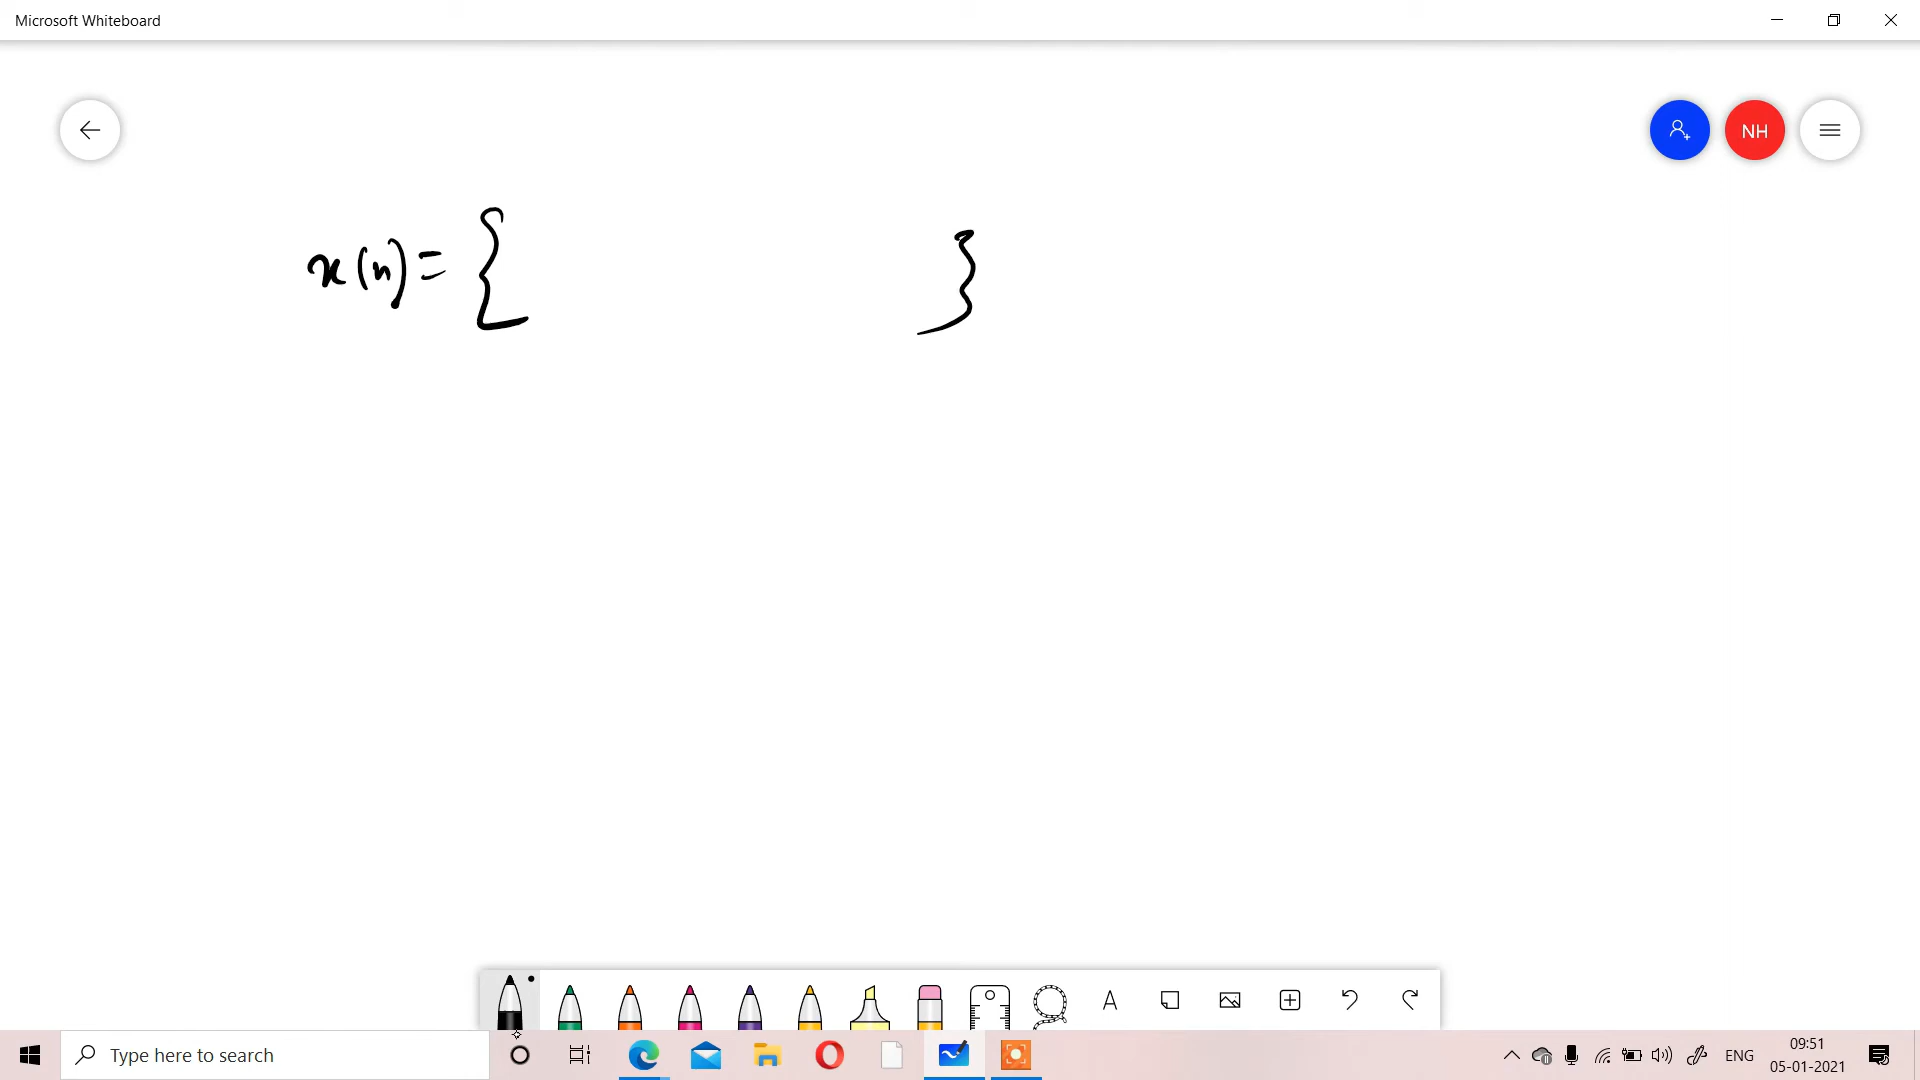 Microsoft Whiteboard
NH
x(n) = { }
A
Type here to search
ENG
09:51
05-01-2021